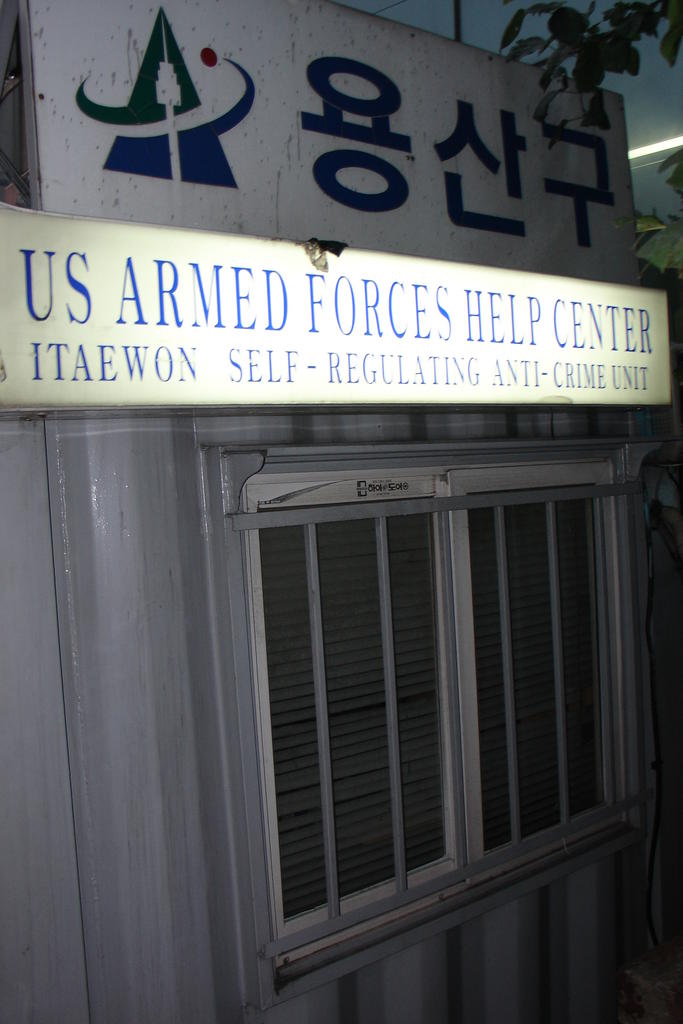 용산구
US ARMED FORCES HELP CENTER
ITAEWON SELF-REGULATING ANTI-CRIME UNIT